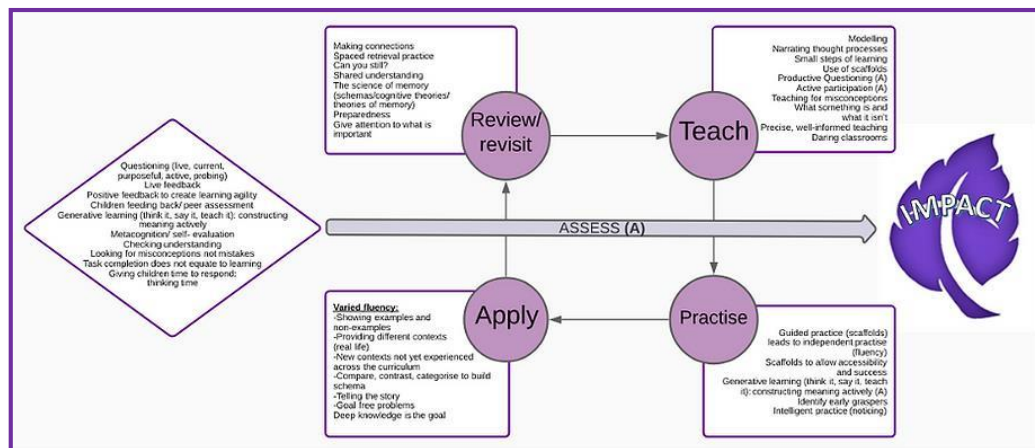 Questioning (live, current,
purposeful, active, probing)
Live feedback
Positive feedback to create learning agility
Children feeding back/ peer assessment
Generative learning (think it, say it, teach it): constructing
meaning actively
Metacognition/ self- evaluation
Checking understanding
Looking for misconceptions not mistakes
Task completion does not equate to learning
Giving children time to respond:
thinking time
Making connections
Spaced retrieval practice
Can you still?
Shared understanding
The science of memory
(schemas/cognitive theories/
theories of memory)
Preparedness
Give attention to what is
important
Review/
revisit
Teach
Modelling
Narrating thought processes
Small steps of learning
Use of scaffolds
Productive Questioning (A)
Active participation (A)
Teaching for misconceptions
What something is and
what it isn't
Precise, well-informed teaching
Daring classrooms
ASSESS (A)
IMPACT
Varied fluency:
-Showing examples and
non-examples
-Providing different contexts
(real life)
-New contexts not yet experienced
across the curriculum
-Compare, contrast, categorise to build
schema
-Telling the story
-Goal free problems
Deep knowledge is the goal
Apply
Practise
Guided practice (scaffolds)
leads to independent practise
(fluency)
Scaffolds to allow accessibility
and success
Generative learning (think it, say it, teach
it): constructing meaning actively (A)
Identify early graspers
Intelligent practice (noticing)